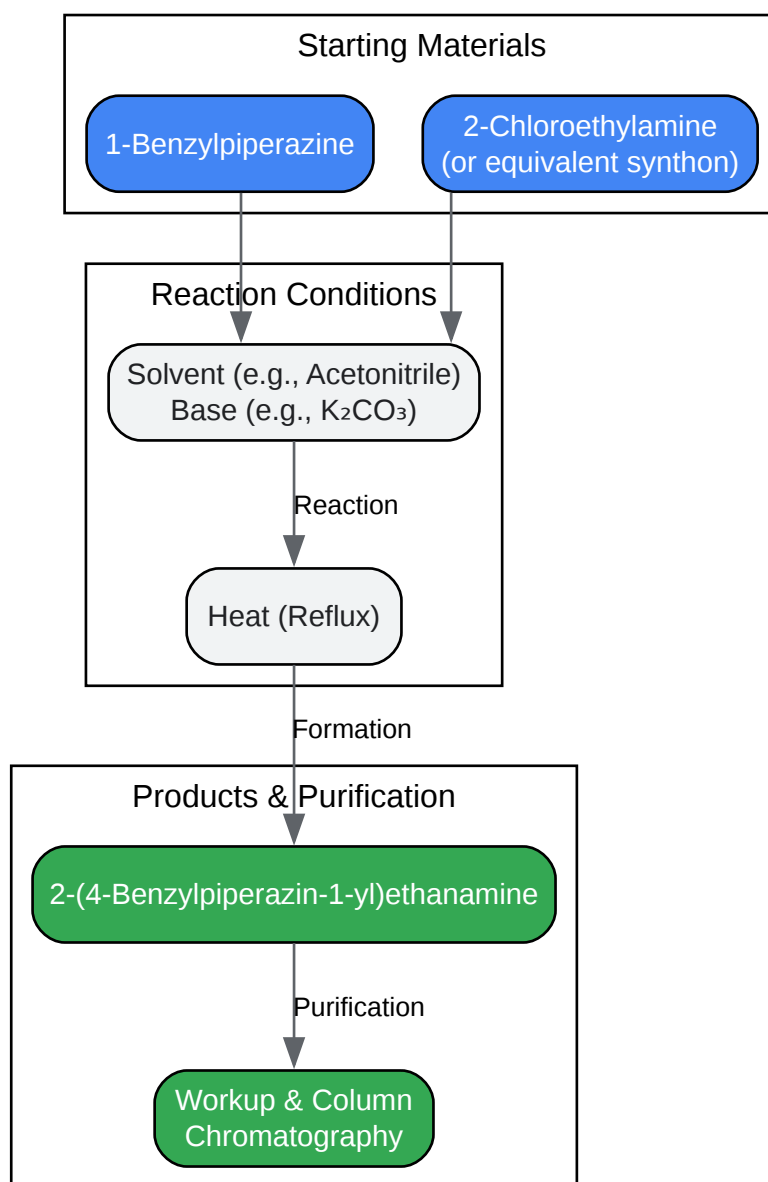 Starting Materials
1-Benzylpiperazine
2-Chloroethylamine
(or equivalent synthon)
Reaction Conditions
Solvent (e.g., Acetonitrile)
Base (e.g., K₂CO₃)
Reaction
Heat (Reflux)
Formation
Products & Purification
2-(4-Benzylpiperazin-1-yl)ethanamine
Purification
Workup & Column
Chromatography